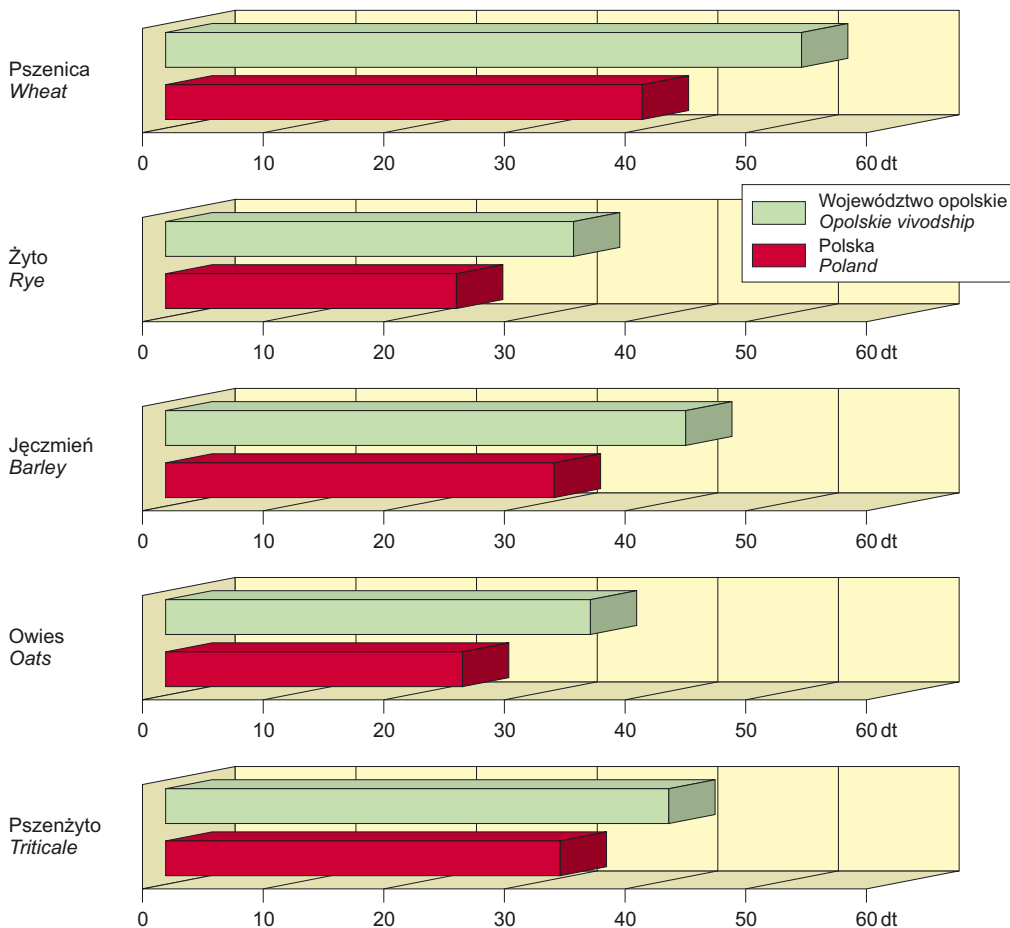 Pszenica
Wheat
0 10 20 30 40 50 60 dt
Województwo opolskie
Opolskie vivodship
Polska
Poland
Żyto
Rye
0 10 20 30 40 50 60 dt
Jęczmień
Barley
0 10 20 30 40 50 60 dt
Owies
Oats
0 10 20 30 40 50 60 dt
Pszenżyto
Triticale
0 10 20 30 40 50 60 dt